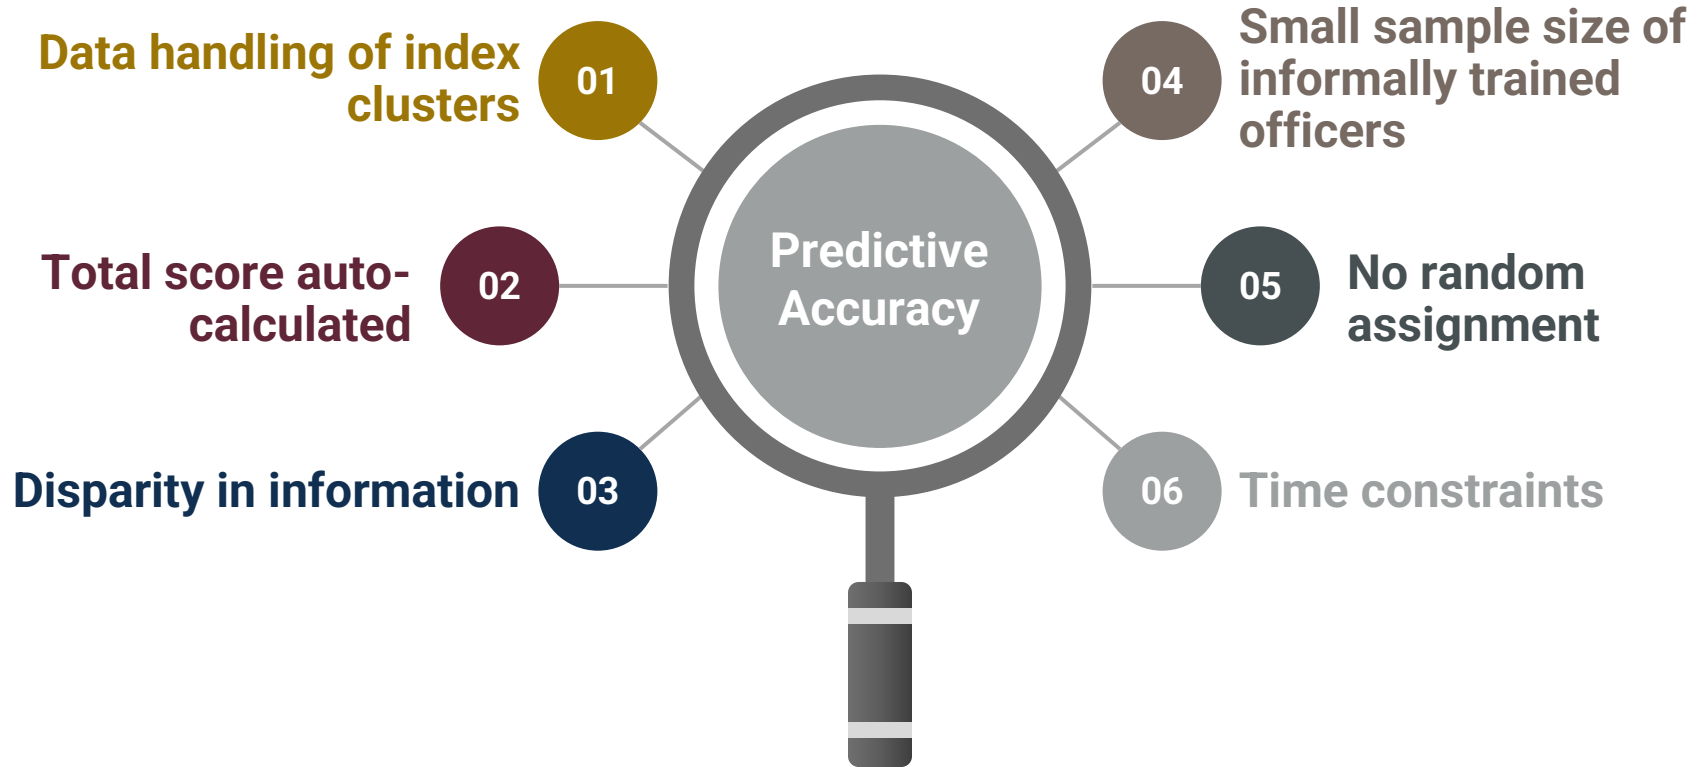 Data handling of index
clusters
01
Total score auto-
calculated
02
Disparity in information
03
Predictive
Accuracy
04
Small sample size of
informally trained
officers
05
No random
assignment
06
Time constraints